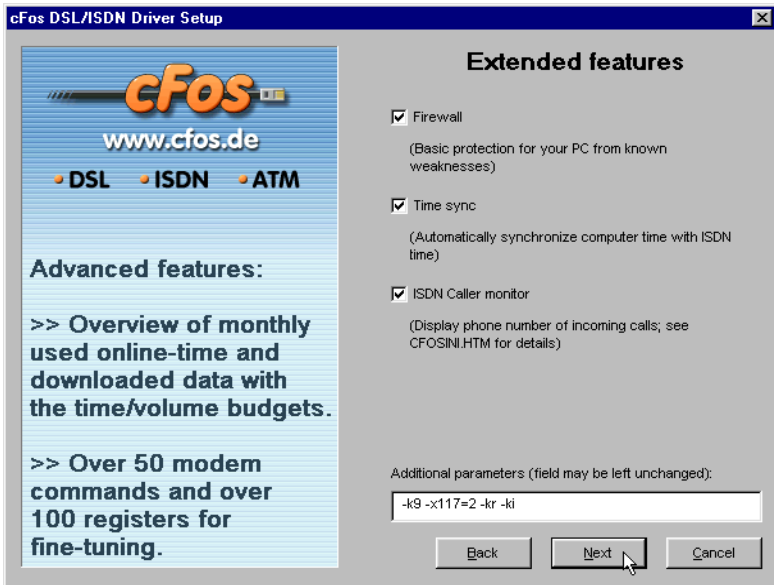 cFos DSL/ISDN Driver Setup
cFos
www.cfos.de
DSL ISDN ATM
Advanced features:
>> Overview of monthly
used online-time and
downloaded data with
the time/volume budgets.
>> Over 50 modem
commands and over
100 registers for
fine-tuning.
Extended features
Firewall
(Basic protection for your PC from known
weaknesses)
Time sync
(Automatically synchronize computer time with ISDN
time)
ISDN Caller monitor
(Display phone number of incoming calls; see
CFOSINI.HTM for details)
Additional parameters (field may be left unchanged):
-k9 -x117=2 -kr -ki
Back Next Cancel